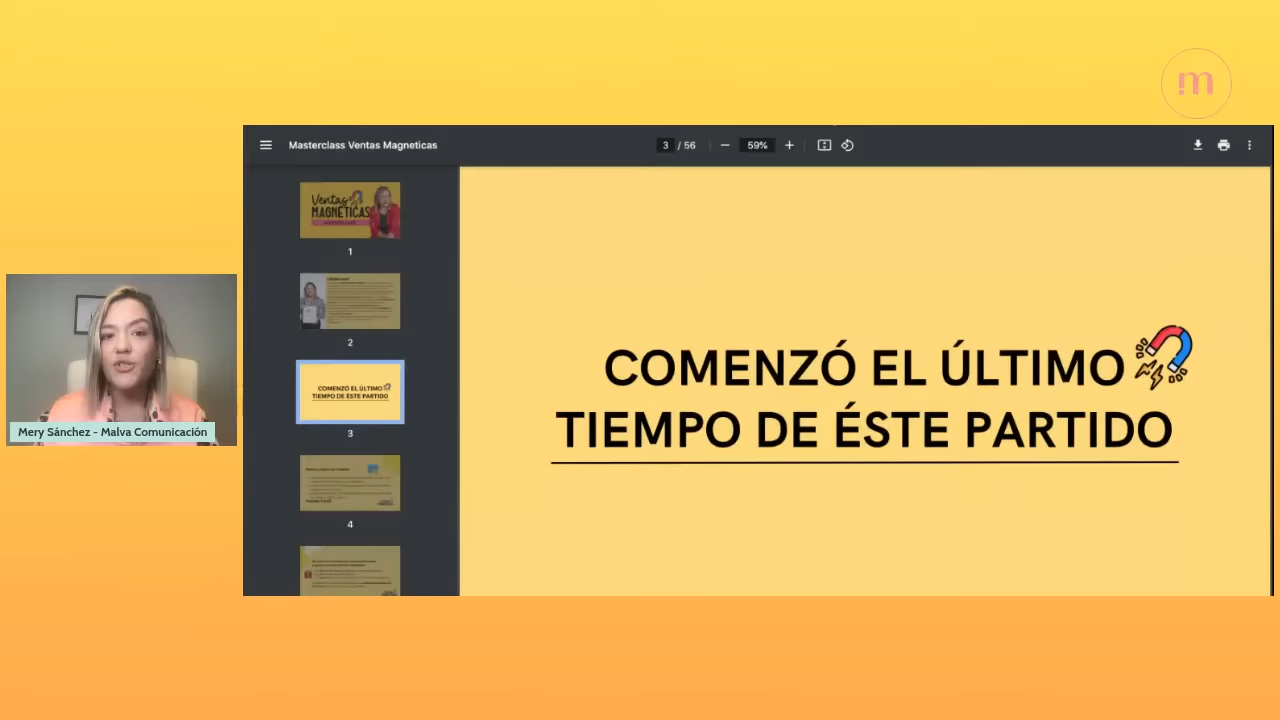 m
Masterclass Ventas Magneticas
3 / 56
59%
Ventas
MAGNÉTICAS
1
2
COMENZÓ EL ÚLTIMO
TIEMPO DE ÉSTE PARTIDO
3
4
COMENZÓ EL ÚLTIMO
TIEMPO DE ÉSTE PARTIDO
Mery Sánchez - Malva Comunicación